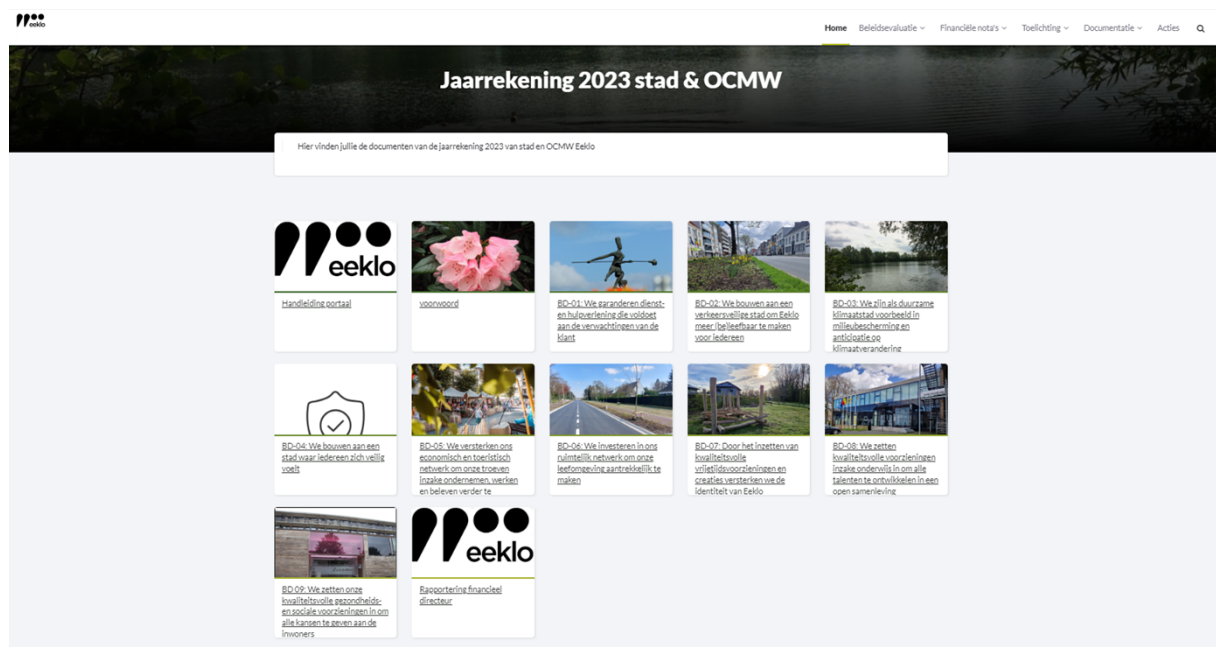 eeklo
Home Beleidsevaluatie Financiële nota's Toelichting Documentatie Acties
Jaarrekening 2023 stad & OCMW
Hier vinden jullie de documenten van de jaarrekening 2023 van stad en OCMW Eeklo
eeklo
Handleiding portaal
voorwoord
BD-01: We garanderen dienst-
en hulpverlening die voldoet
aan de verwachtingen van de
klant
BD-02: We bouwen aan een
verkeersveilige stad om Eeklo
meer (be)leefbaar te maken
voor iedereen
BD-03: We zijn als duurzame
klimaatstad voorbeeld in
milieubescherming en
anticipatie op
klimaatverandering
BD-04: We bouwen aan een
stad waar iedereen zich veilig
voelt
BD-05: We versterken ons
economisch en toeristisch
netwerk om onze troeven
inzake ondernemen, werken
en beleven verder te
BD-06: We investeren in ons
ruimtelijk netwerk om onze
leefomgeving aantrekkelijk te
maken
BD-07: Door het inzetten van
kwaliteitsvolle
vrijetijdsvoorzieningen en
creaties versterken we de
identiteit van Eeklo
BD-08: We zetten
kwaliteitsvolle voorzieningen
inzake onderwijs in om alle
talenten te ontwikkelen in een
open samenleving
BD 09: We zetten onze
kwaliteitsvolle gezondheids-
en sociale voorzieningen in om
alle kansen te geven aan de
inwoners
eeklo
Rapportering financieel
directeur